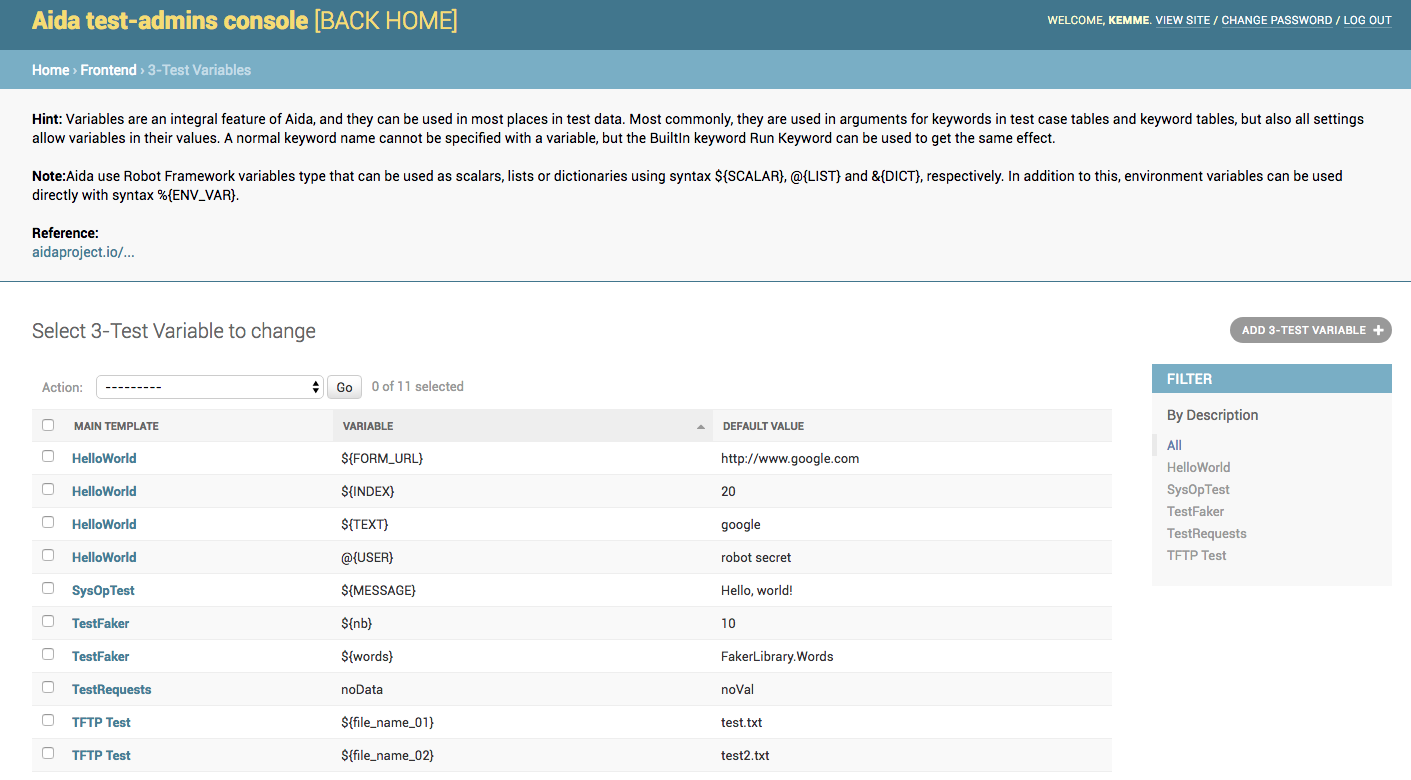 Aida test-admins console [BACK HOME]
WELCOME, KEMME. VIEW SITE / CHANGE PASSWORD / LOG OUT
Home › Frontend › 3-Test Variables
Hint: Variables are an integral feature of Aida, and they can be used in most places in test data. Most commonly, they are used in arguments for keywords in test case tables and keyword tables, but also all settings
allow variables in their values. A normal keyword name cannot be specified with a variable, but the BuiltIn keyword Run Keyword can be used to get the same effect.
Note:Aida use Robot Framework variables type that can be used as scalars, lists or dictionaries using syntax ${SCALAR}, @{LIST} and &{DICT}, respectively. In addition to this, environment variables can be used
directly with syntax %{ENV_VAR}.
Reference:
aidaproject.io/...
Select 3-Test Variable to change
ADD 3-TEST VARIABLE +
Action: --------- Go 0 of 11 selected
MAIN TEMPLATE VARIABLE DEFAULT VALUE
HelloWorld ${FORM_URL} http://www.google.com
HelloWorld ${INDEX} 20
HelloWorld ${TEXT} google
HelloWorld @{USER} robot secret
SysOpTest ${MESSAGE} Hello, world!
TestFaker ${nb} 10
TestFaker ${words} FakerLibrary.Words
TestRequests noData noVal
TFTP Test ${file_name_01} test.txt
TFTP Test ${file_name_02} test2.txt
FILTER
By Description
All
HelloWorld
SysOpTest
TestFaker
TestRequests
TFTP Test